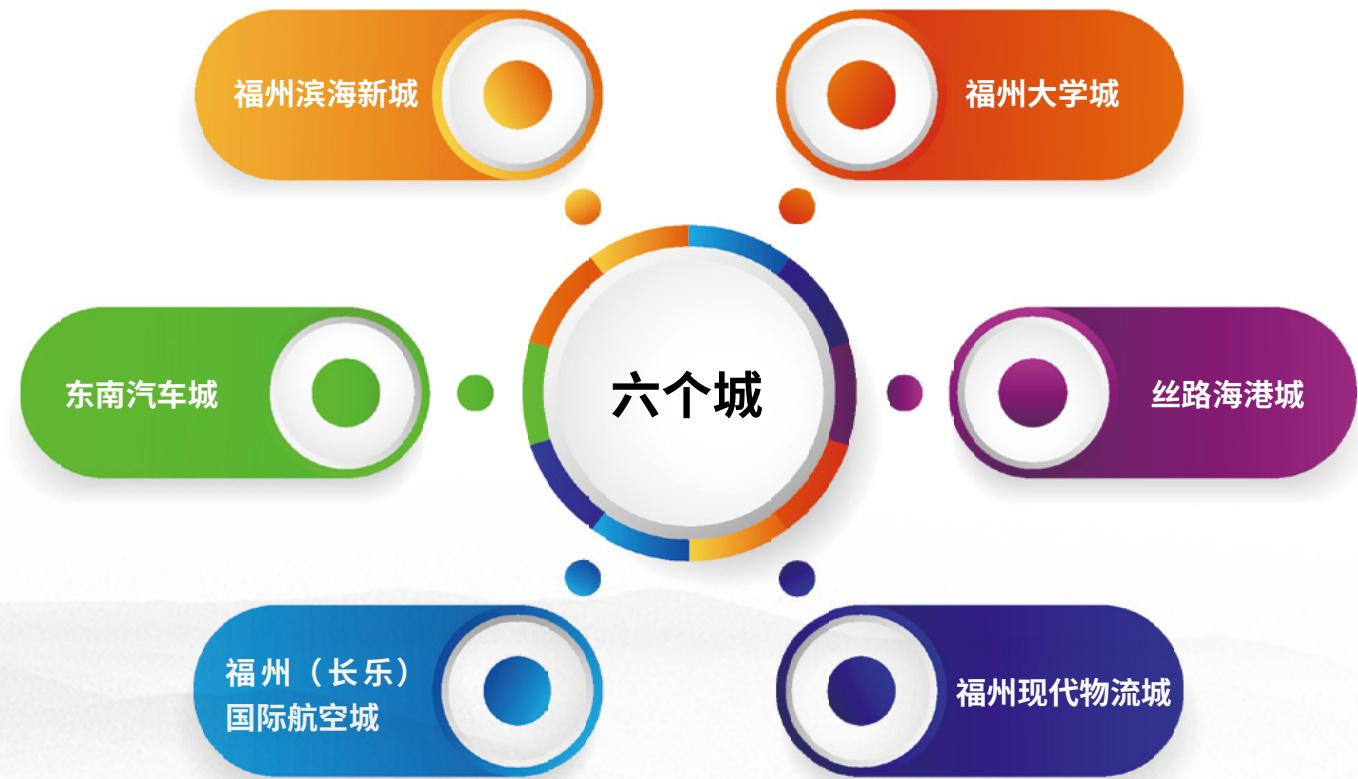 福州滨海新城
福州大学城
东南汽车城
六个城
丝路海港城
福州（长乐）
国际航空城
福州现代物流城